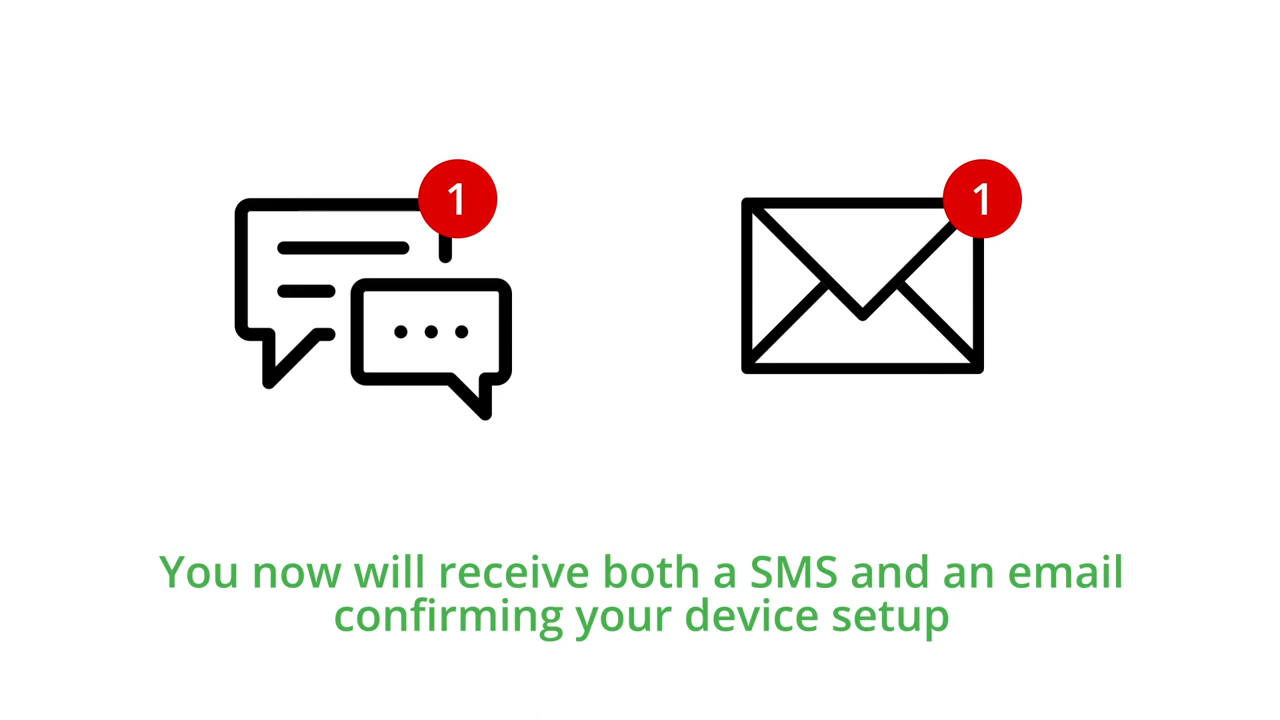 1
1
You now will receive both a SMS and an email
confirming your device setup